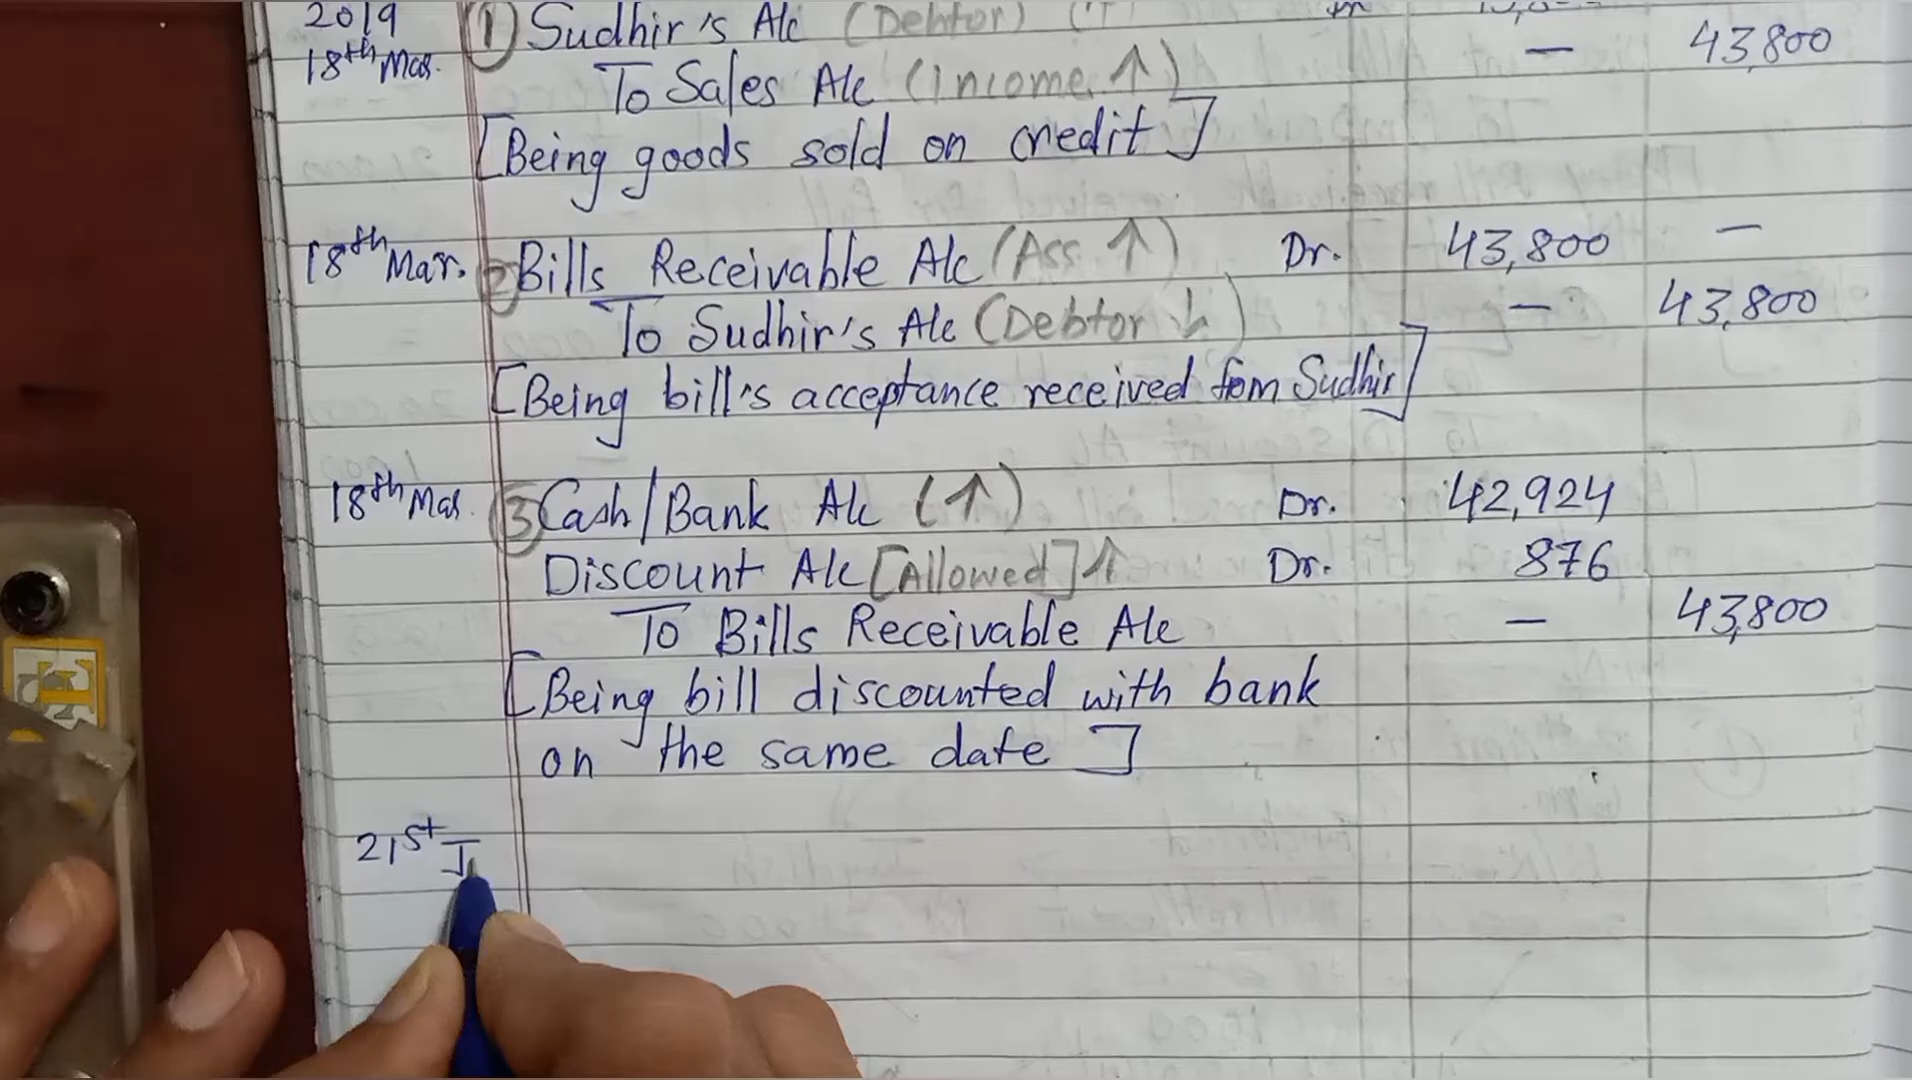 2019 ① Sudhir's A/c (Debtor) (↑
18th Mar. To Sales A/c (Income ↑) — 43,800
[Being goods sold on credit]
18th Mar. ② Bills Receivable A/c (Ass. ↑) Dr. 43,800 —
To Sudhir's A/c (Debtor ↓) — 43,800
[Being bill's acceptance received from Sudhir]
18th Mar. ③ Cash/Bank A/c (↑) Dr. 42,924
Discount A/c [Allowed]↑ Dr. 876
To Bills Receivable A/c — 43,800
[Being bill discounted with bank
on the same date]
21st J